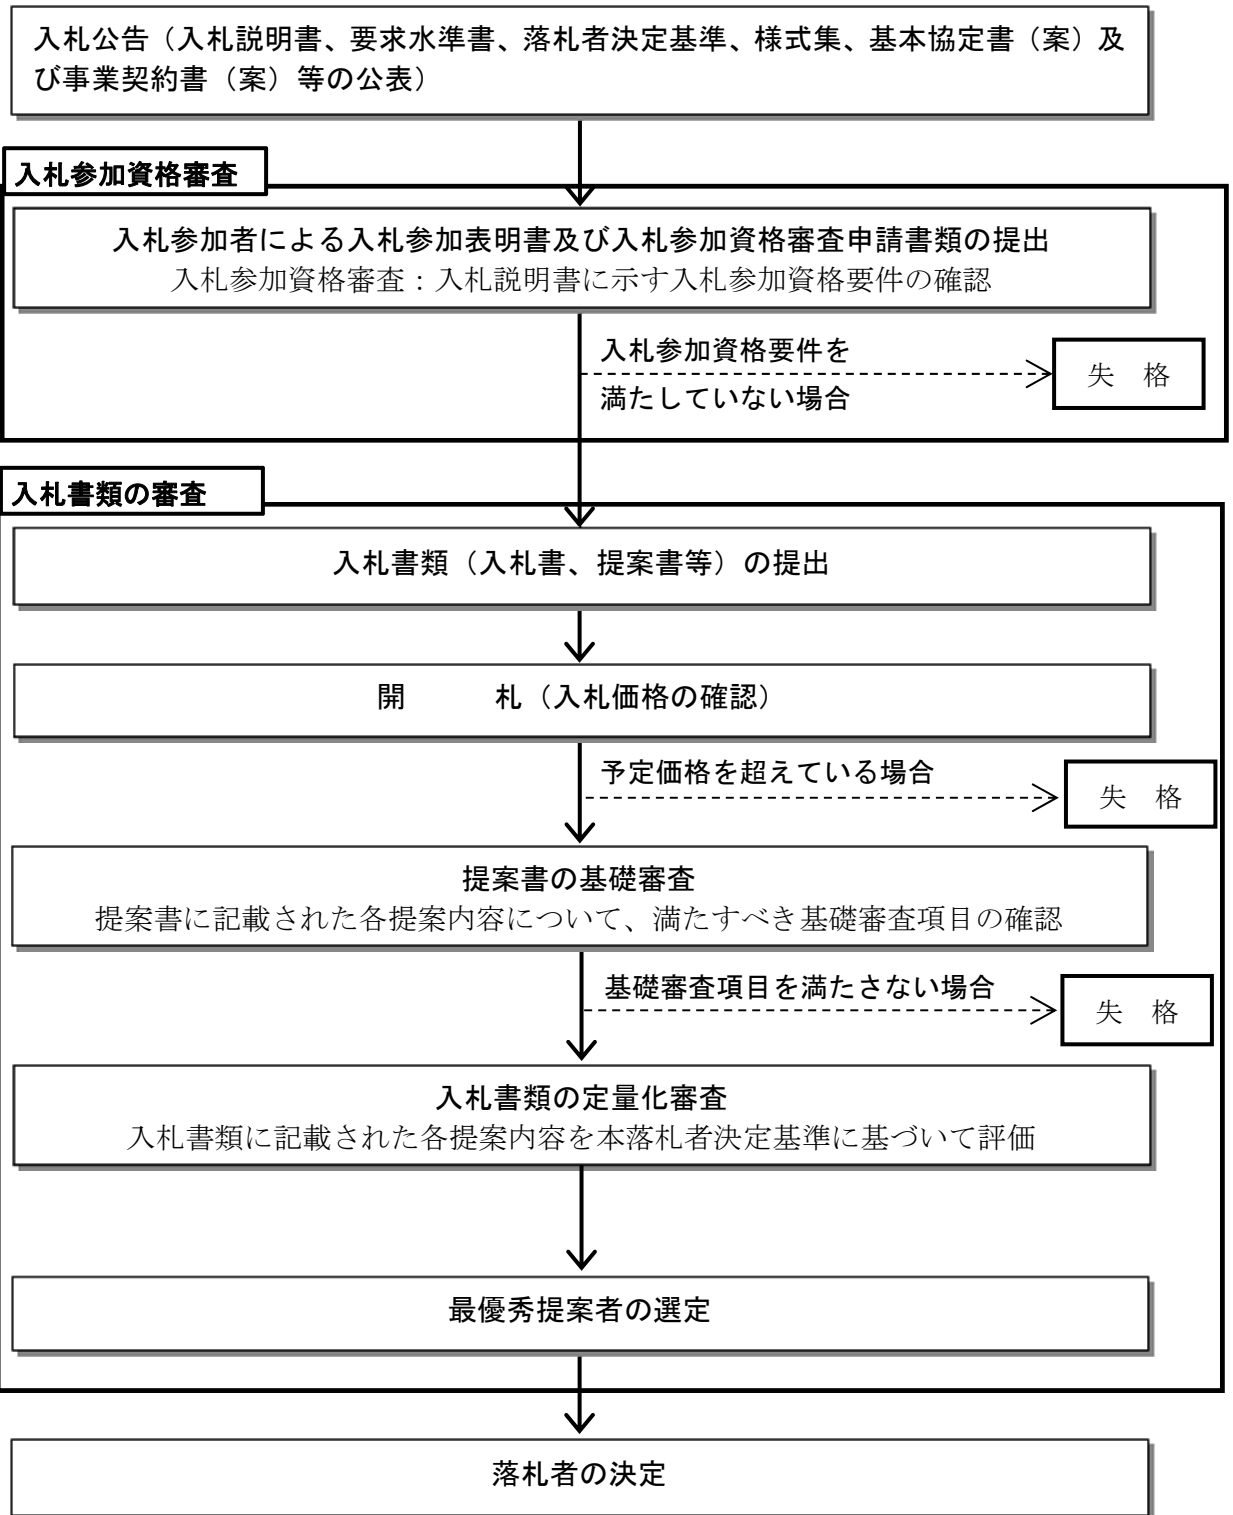 入札公告（入札説明書、要求水準書、落札者決定基準、様式集、基本協定書（案）及
び事業契約書（案）等の公表）
入札参加資格審査
入札参加者による入札参加表明書及び入札参加資格審査申請書類の提出
入札参加資格審査：入札説明書に示す入札参加資格要件の確認
入札参加資格要件を
満たしていない場合
失　格
入札書類の審査
入札書類（入札書、提案書等）の提出
開　　　札（入札価格の確認）
予定価格を超えている場合
失　格
提案書の基礎審査
提案書に記載された各提案内容について、満たすべき基礎審査項目の確認
基礎審査項目を満たさない場合
失　格
入札書類の定量化審査
入札書類に記載された各提案内容を本落札者決定基準に基づいて評価
最優秀提案者の選定
落札者の決定